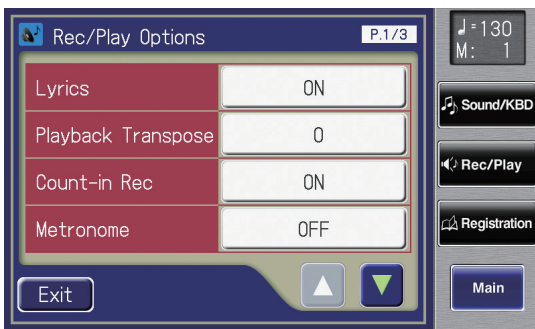 Rec/Play Options
P.1/3
Lyrics ON
Playback Transpose 0
Count-in Rec ON
Metronome OFF
Exit
♩=130
M: 1
Sound/KBD
Rec/Play
Registration
Main